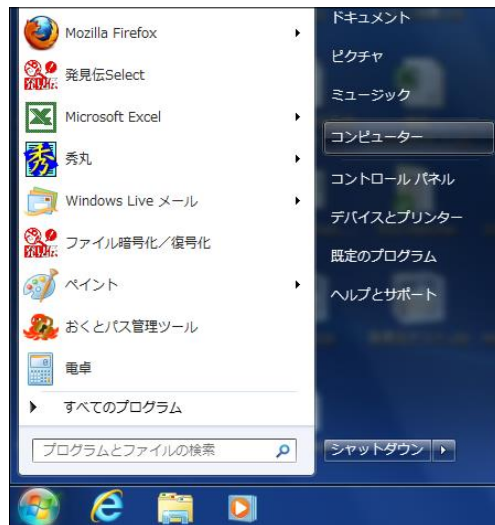 Mozilla Firefox
発見伝Select
Microsoft Excel
秀丸
Windows Live メール
ファイル暗号化／復号化
ペイント
おくとパス管理ツール
電卓
すべてのプログラム
プログラムとファイルの検索
ドキュメント
ピクチャ
ミュージック
コンピューター
コントロール パネル
デバイスとプリンター
既定のプログラム
ヘルプとサポート
シャットダウン